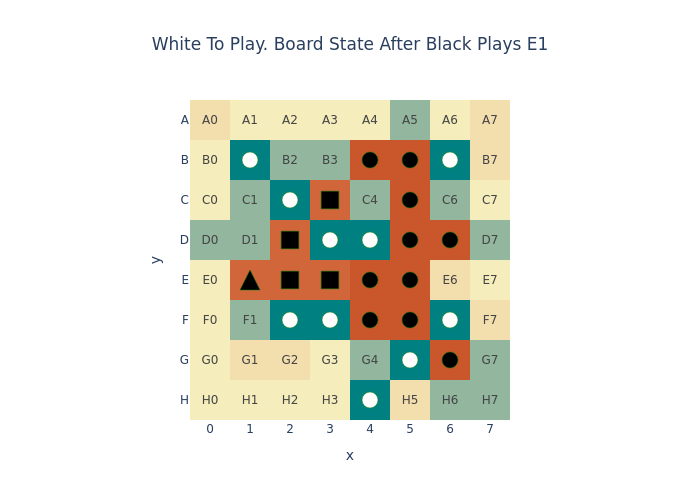 White To Play. Board State After Black Plays E1
A A0 A1 A2 A3 A4 A5 A6 A7
B B0 B2 B3 B7
C C0 C1 C4 C6 C7
D D0 D1 D7
E E0 E6 E7
F F0 F1 F7
G G0 G1 G2 G3 G4 G7
H H0 H1 H2 H3 H5 H6 H7
0 1 2 3 4 5 6 7
x
y